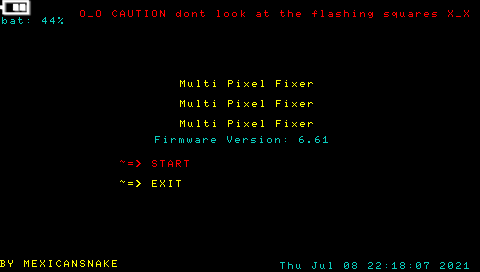 O_O CAUTION dont look at the flashing squares X_X
bat: 44%
Multi Pixel Fixer
Multi Pixel Fixer
Multi Pixel Fixer
Firmware Version: 6.61
~=> START
~=> EXIT
BY MEXICANSNAKE
Thu Jul 08 22:18:07 2021